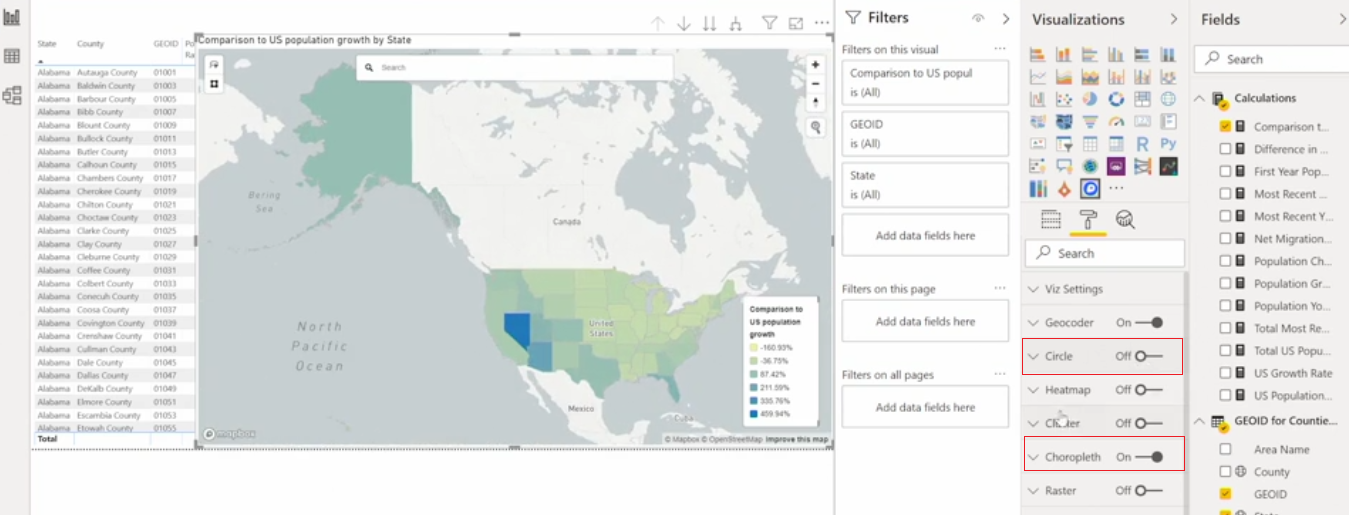 State County GEOID Po
Ra
Alabama Autauga County 01001
Alabama Baldwin County 01003
Alabama Barbour County 01005
Alabama Bibb County 01007
Alabama Blount County 01009
Alabama Bullock County 01011
Alabama Butler County 01013
Alabama Calhoun County 01015
Alabama Chambers County 01017
Alabama Cherokee County 01019
Alabama Chilton County 01021
Alabama Choctaw County 01023
Alabama Clarke County 01025
Alabama Clay County 01027
Alabama Cleburne County 01029
Alabama Coffee County 01031
Alabama Colbert County 01033
Alabama Conecuh County 01035
Alabama Coosa County 01037
Alabama Covington County 01039
Alabama Crenshaw County 01041
Alabama Cullman County 01043
Alabama Dale County 01045
Alabama Dallas County 01047
Alabama DeKalb County 01049
Alabama Elmore County 01051
Alabama Escambia County 01053
Alabama Etowah County 01055
Total
Comparison to US population growth by State
Search
Bering
Sea
Canada
North
Pacific
Ocean
United
States
Mexico
Cuba
Comparison to
US population
growth
-160.93%
-36.75%
87.42%
211.59%
335.76%
459.94%
mapbox
© Mapbox © OpenStreetMap Improve this map
Filters
Filters on this visual ...
Comparison to US popul
is (All)
GEOID
is (All)
State
is (All)
Add data fields here
Filters on this page ...
Add data fields here
Filters on all pages ...
Add data fields here
Visualizations
R Py
...
Search
Viz Settings
Geocoder On
Circle Off
Heatmap Off
Cluster Off
Choropleth On
Raster Off
Fields
Search
Calculations
Comparison t...
Difference in ...
First Year Pop...
Most Recent ...
Most Recent Y...
Net Migration...
Population Ch...
Population Gr...
Population Yo...
Total Most Re...
Total US Popu...
US Growth Rate
US Population...
GEOID for Countie...
Area Name
County
GEOID
State